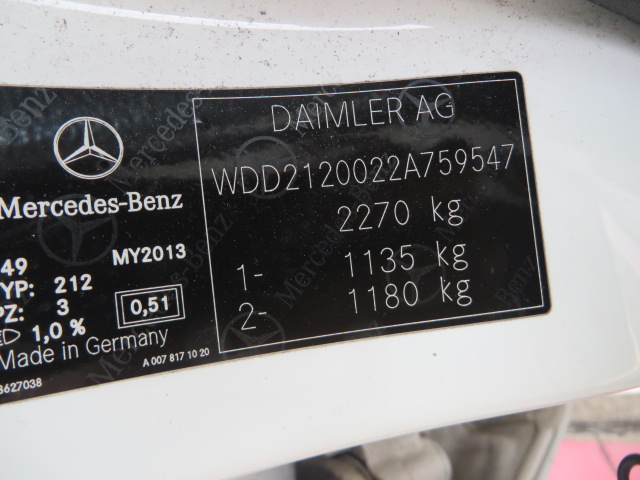 Mercedes-Benz
49 MY2013
YP: 212
PZ: 3 0,51
1,0 %
Made in Germany
8627038 A 007 817 10 20
DAIMLER AG
WDD2120022A759547
2270 kg
1- 1135 kg
2- 1180 kg